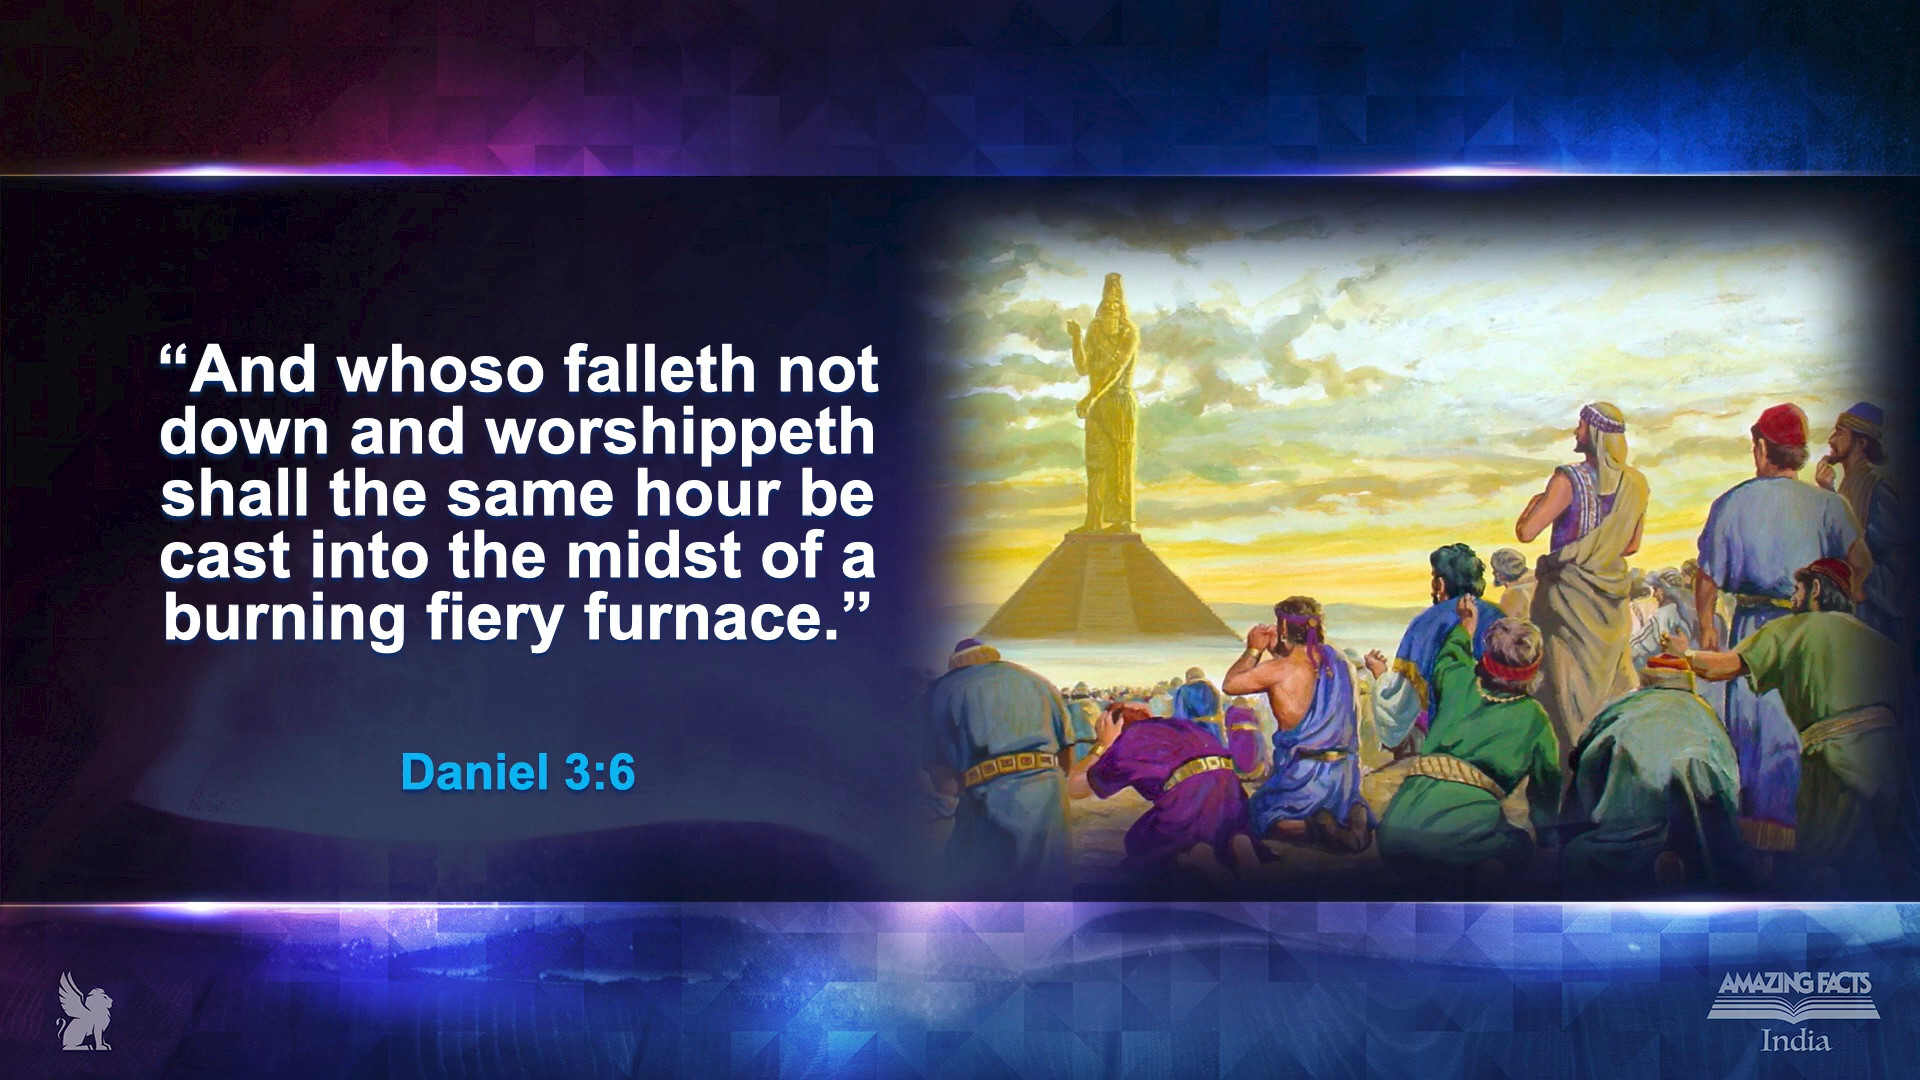 “And whoso falleth not
down and worshippeth
shall the same hour be
cast into the midst of a
burning fiery furnace.”
Daniel 3:6
AMAZING FACTS
India